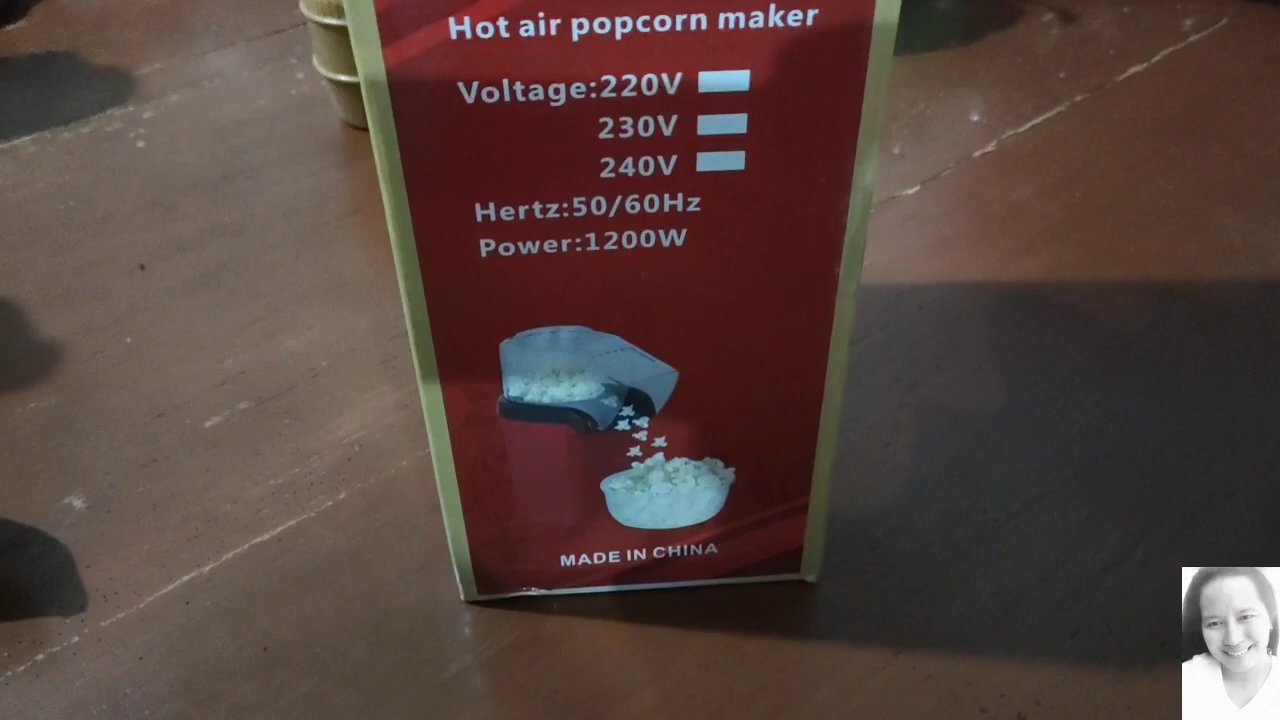 Hot air popcorn maker
Voltage:220V
230V
240V
Hertz:50/60Hz
Power:1200W
MADE IN CHINA